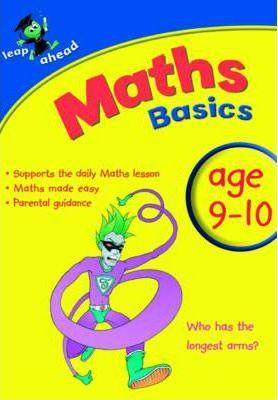 leap ahead
Maths
Basics
• Supports the daily Maths lesson
• Maths made easy
• Parental guidance
age
9-10
Who has the
longest arms?